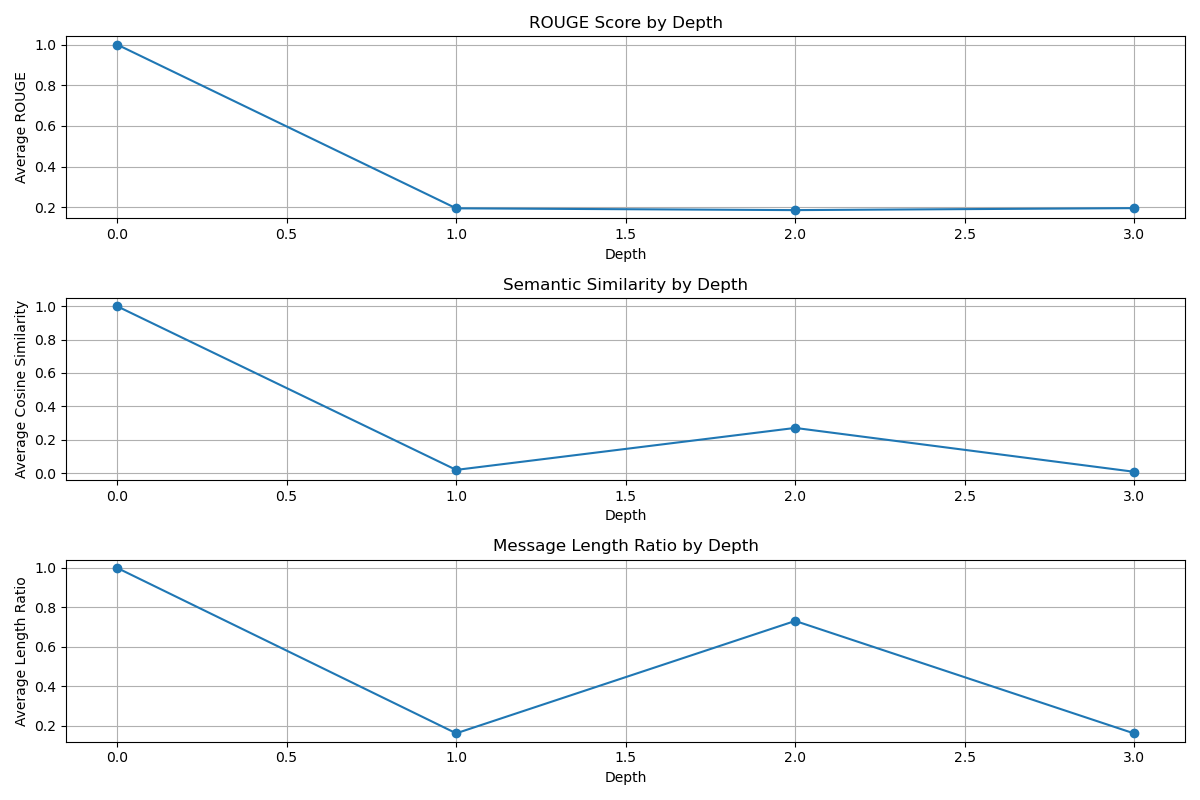 ROUGE Score by Depth
Average ROUGE
1.0
0.8
0.6
0.4
0.2
0.0 0.5 1.0 1.5 2.0 2.5 3.0
Depth
Semantic Similarity by Depth
Average Cosine Similarity
1.0
0.8
0.6
0.4
0.2
0.0
0.0 0.5 1.0 1.5 2.0 2.5 3.0
Depth
Message Length Ratio by Depth
Average Length Ratio
1.0
0.8
0.6
0.4
0.2
0.0 0.5 1.0 1.5 2.0 2.5 3.0
Depth